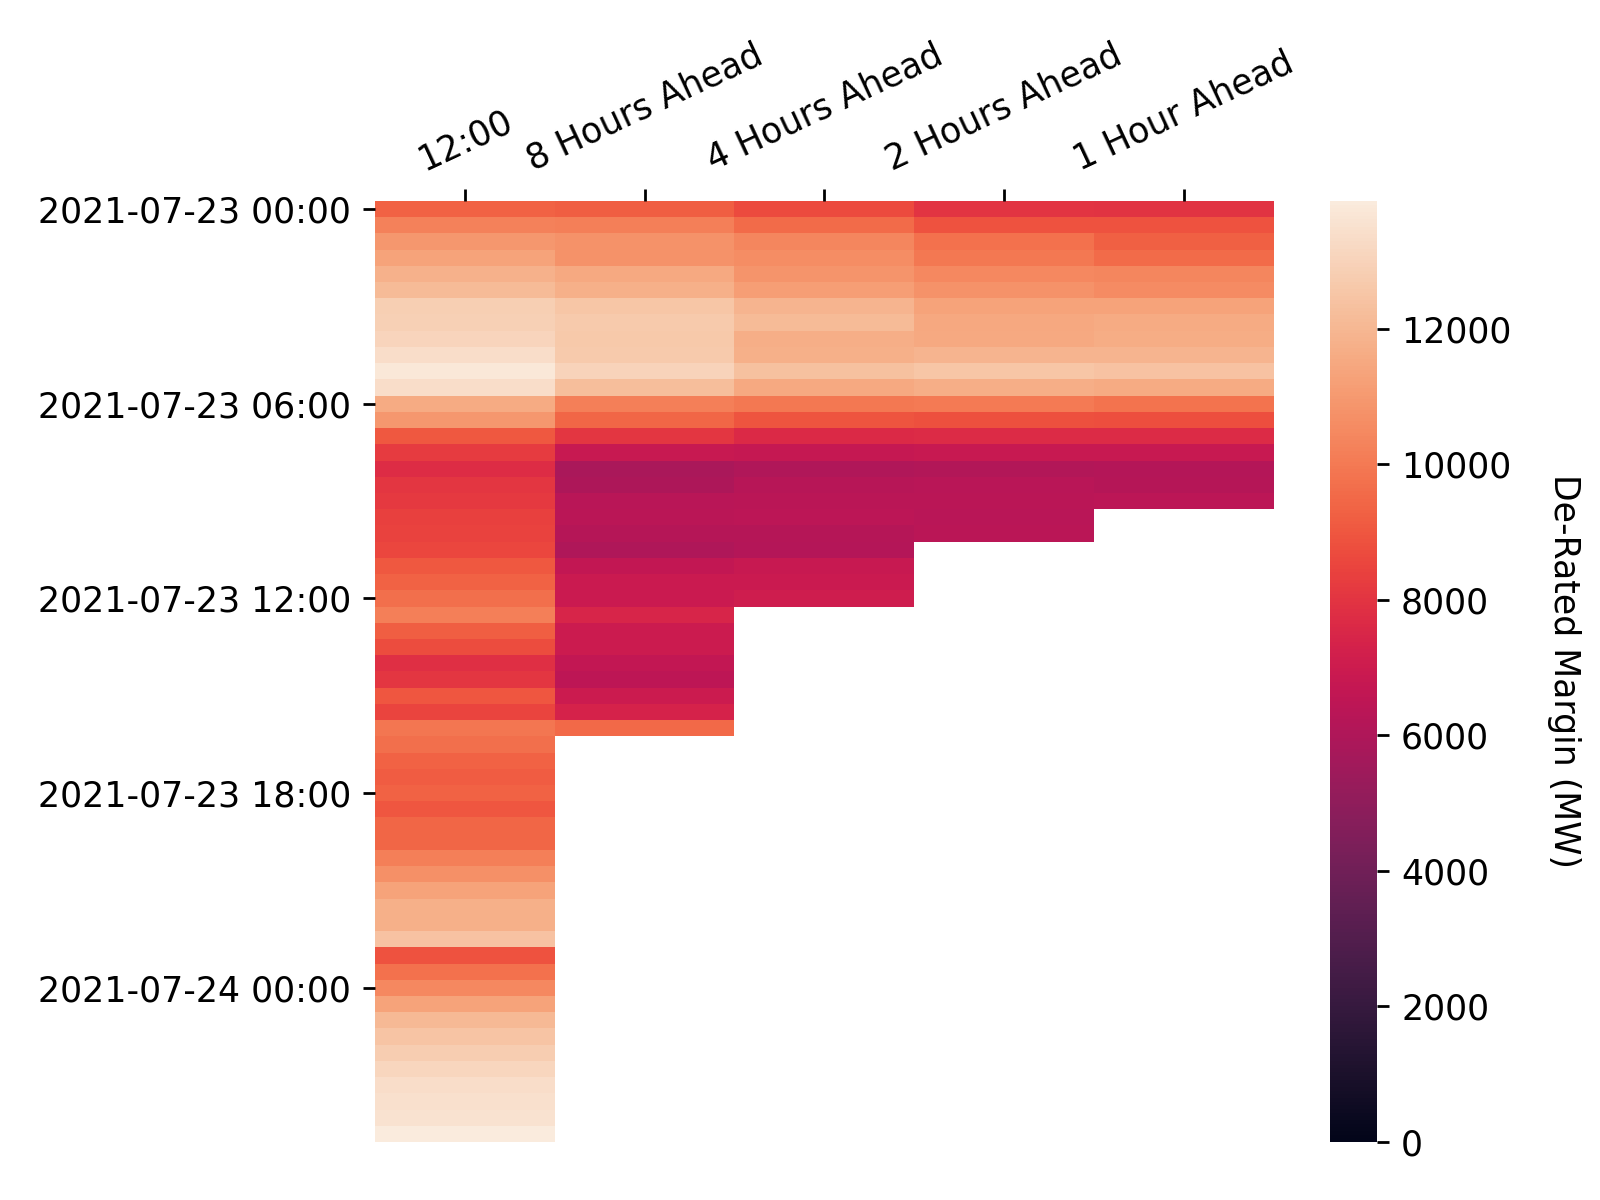 12:00
8 Hours Ahead
4 Hours Ahead
2 Hours Ahead
1 Hour Ahead
2021-07-23 00:00
2021-07-23 06:00
2021-07-23 12:00
2021-07-23 18:00
2021-07-24 00:00
12000
10000
8000
6000
4000
2000
0
De-Rated Margin (MW)